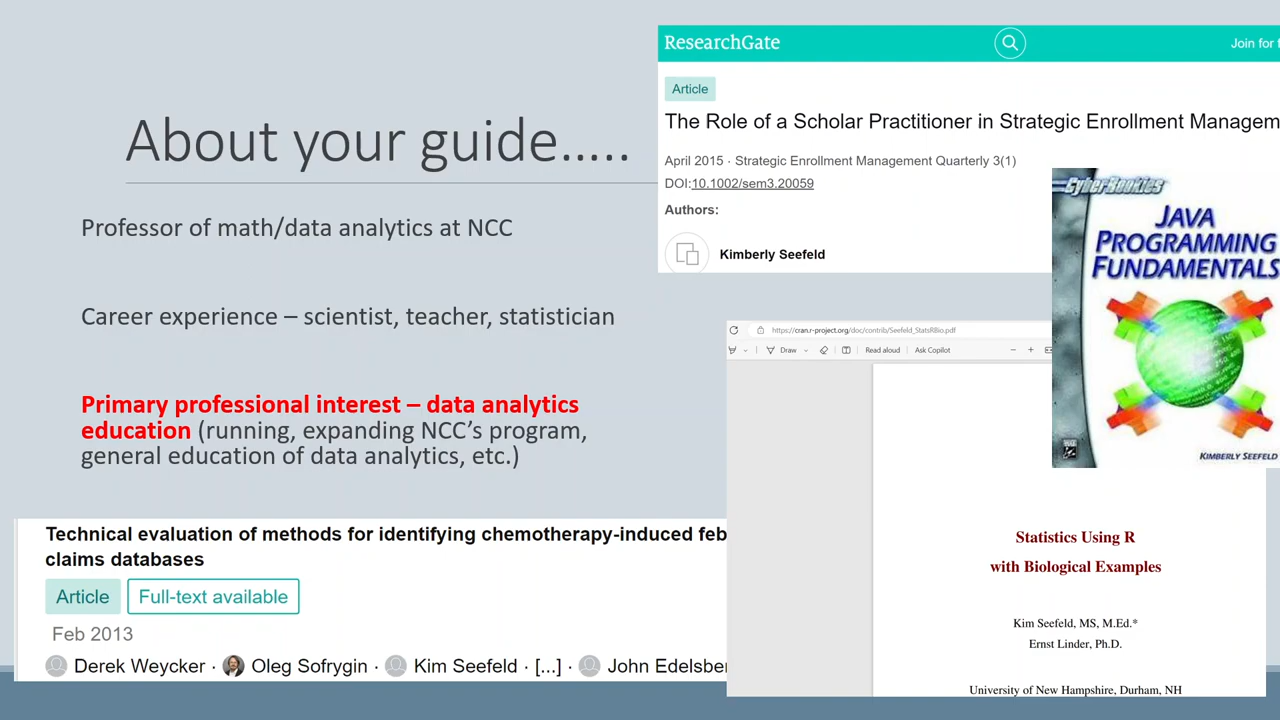 About your guide…..
Professor of math/data analytics at NCC
Career experience – scientist, teacher, statistician
Primary professional interest – data analytics
education (running, expanding NCC's program,
general education of data analytics, etc.)
ResearchGate
Join for f
Article
The Role of a Scholar Practitioner in Strategic Enrollment Managem
April 2015 · Strategic Enrollment Management Quarterly 3(1)
DOI:10.1002/sem3.20059
Authors:
Kimberly Seefeld
CyberRookies
JAVA
PROGRAMMING
FUNDAMENTALS
KIMBERLY SEEFELD
https://cran.r-project.org/doc/contrib/Seefeld_StatsRBio.pdf
Draw
Read aloud
Ask Copilot
Statistics Using R
with Biological Examples
Kim Seefeld, MS, M.Ed.*
Ernst Linder, Ph.D.
University of New Hampshire, Durham, NH
Technical evaluation of methods for identifying chemotherapy-induced feb
claims databases
Article
Full-text available
Feb 2013
Derek Weycker · Oleg Sofrygin · Kim Seefeld · [...] · John Edelsber